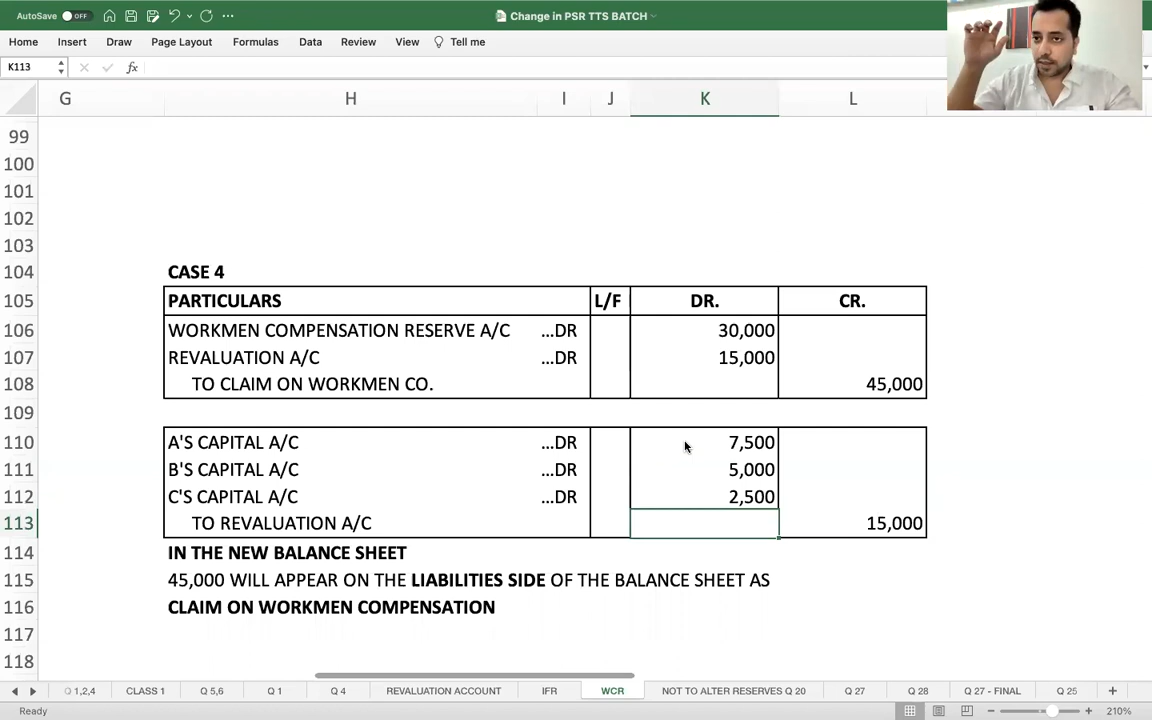 AutoSave OFF Change in PSR TTS BATCH
Home Insert Draw Page Layout Formulas Data Review View Tell me
K113 fx
G H I J K L
99
100
101
102
103
104 CASE 4
105 PARTICULARS L/F DR. CR.
106 WORKMEN COMPENSATION RESERVE A/C ...DR 30,000
107 REVALUATION A/C ...DR 15,000
108 TO CLAIM ON WORKMEN CO. 45,000
109
110 A'S CAPITAL A/C ...DR 7,500
111 B'S CAPITAL A/C ...DR 5,000
112 C'S CAPITAL A/C ...DR 2,500
113 TO REVALUATION A/C 15,000
114 IN THE NEW BALANCE SHEET
115 45,000 WILL APPEAR ON THE LIABILITIES SIDE OF THE BALANCE SHEET AS
116 CLAIM ON WORKMEN COMPENSATION
117
118
Q 1,2,4 CLASS 1 Q 5,6 Q 1 Q 4 REVALUATION ACCOUNT IFR WCR NOT TO ALTER RESERVES Q 20 Q 27 Q 28 Q 27 - FINAL Q 25 +
Ready 210%